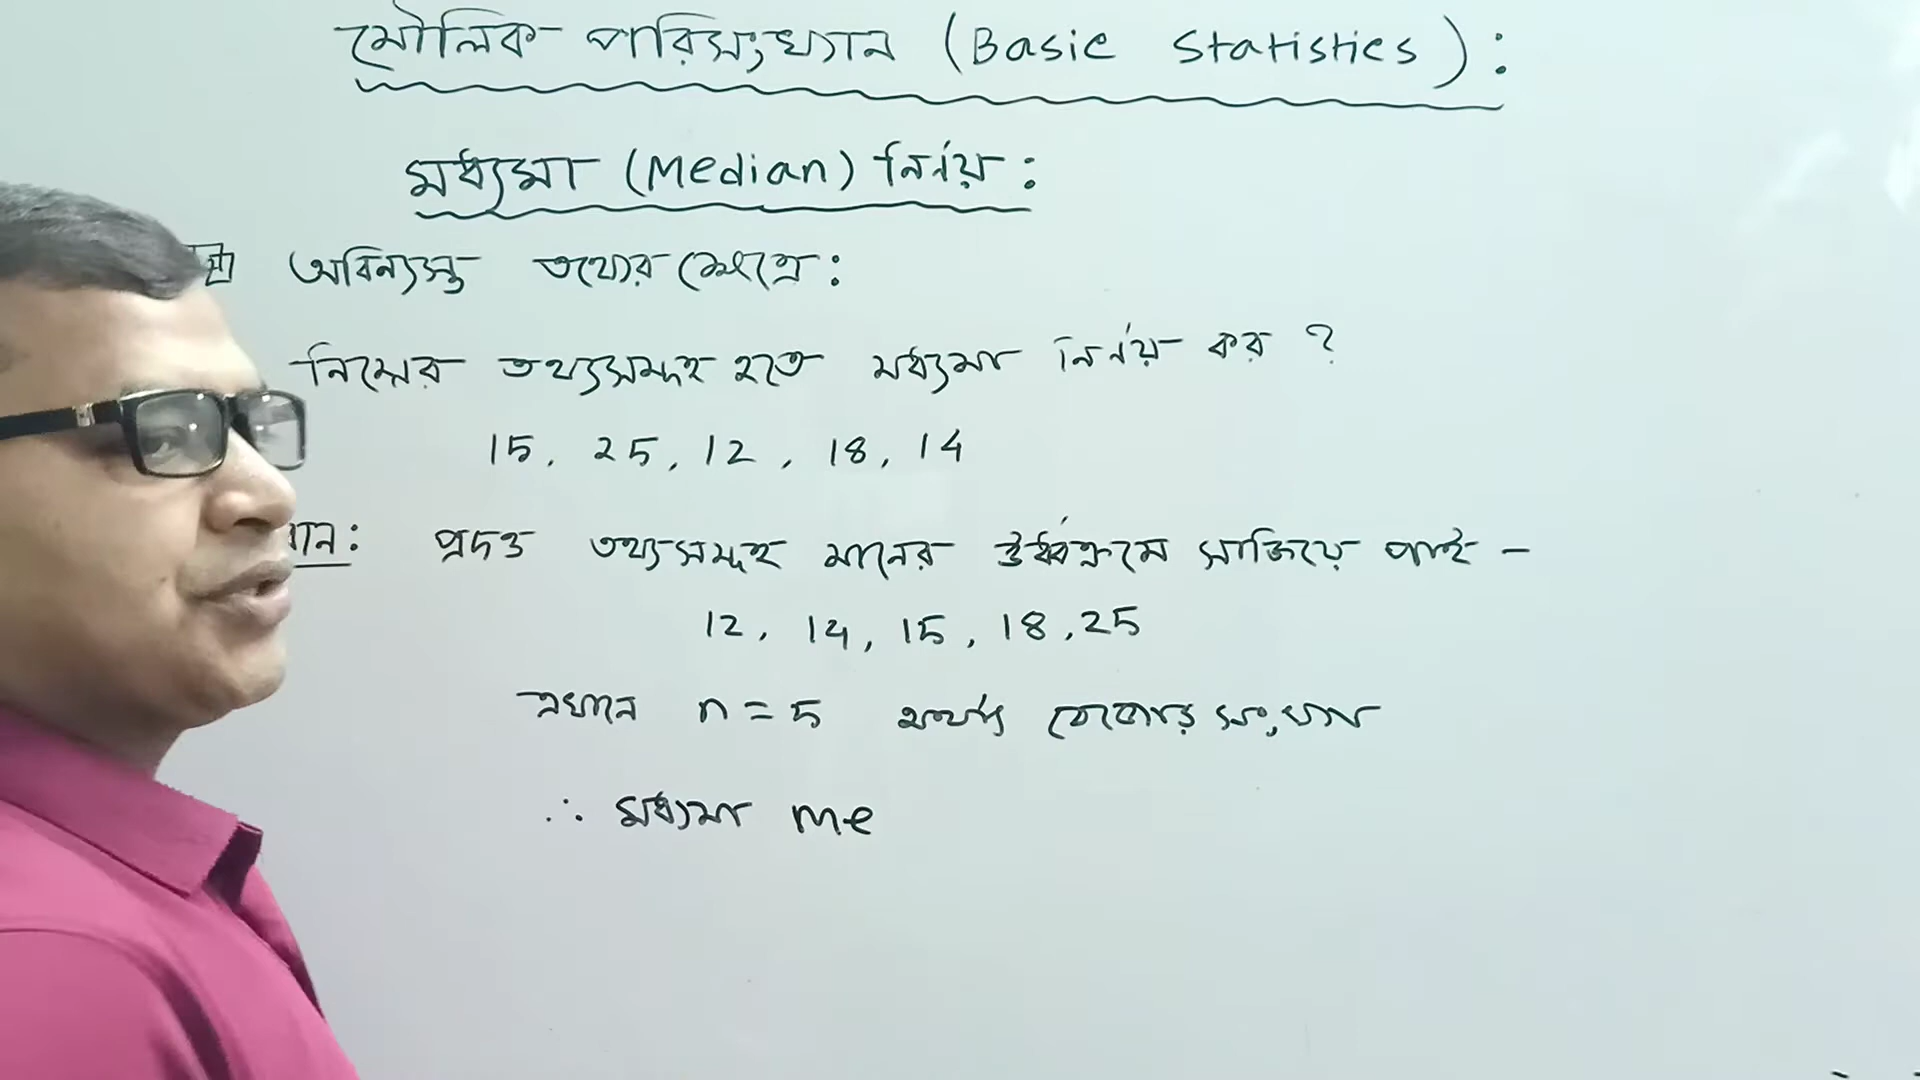 মৌলিক পরিসংখ্যান (Basic Statistics) :
মধ্যমা (Median) নির্ণয় :
অবিন্যস্ত তথ্যের ক্ষেত্রে :
নিম্নের তথ্যসমূহ হতে মধ্যমা নির্ণয় কর ?
15, 25, 12, 18, 14
ান : প্রদত্ত তথ্যসমূহ মানের ঊর্ধ্বক্রমে সাজিয়ে পাই -
12, 14, 15, 18, 25
এখানে n = 5 অর্থাৎ বেজোড় সংখ্যা
∴ মধ্যমা me